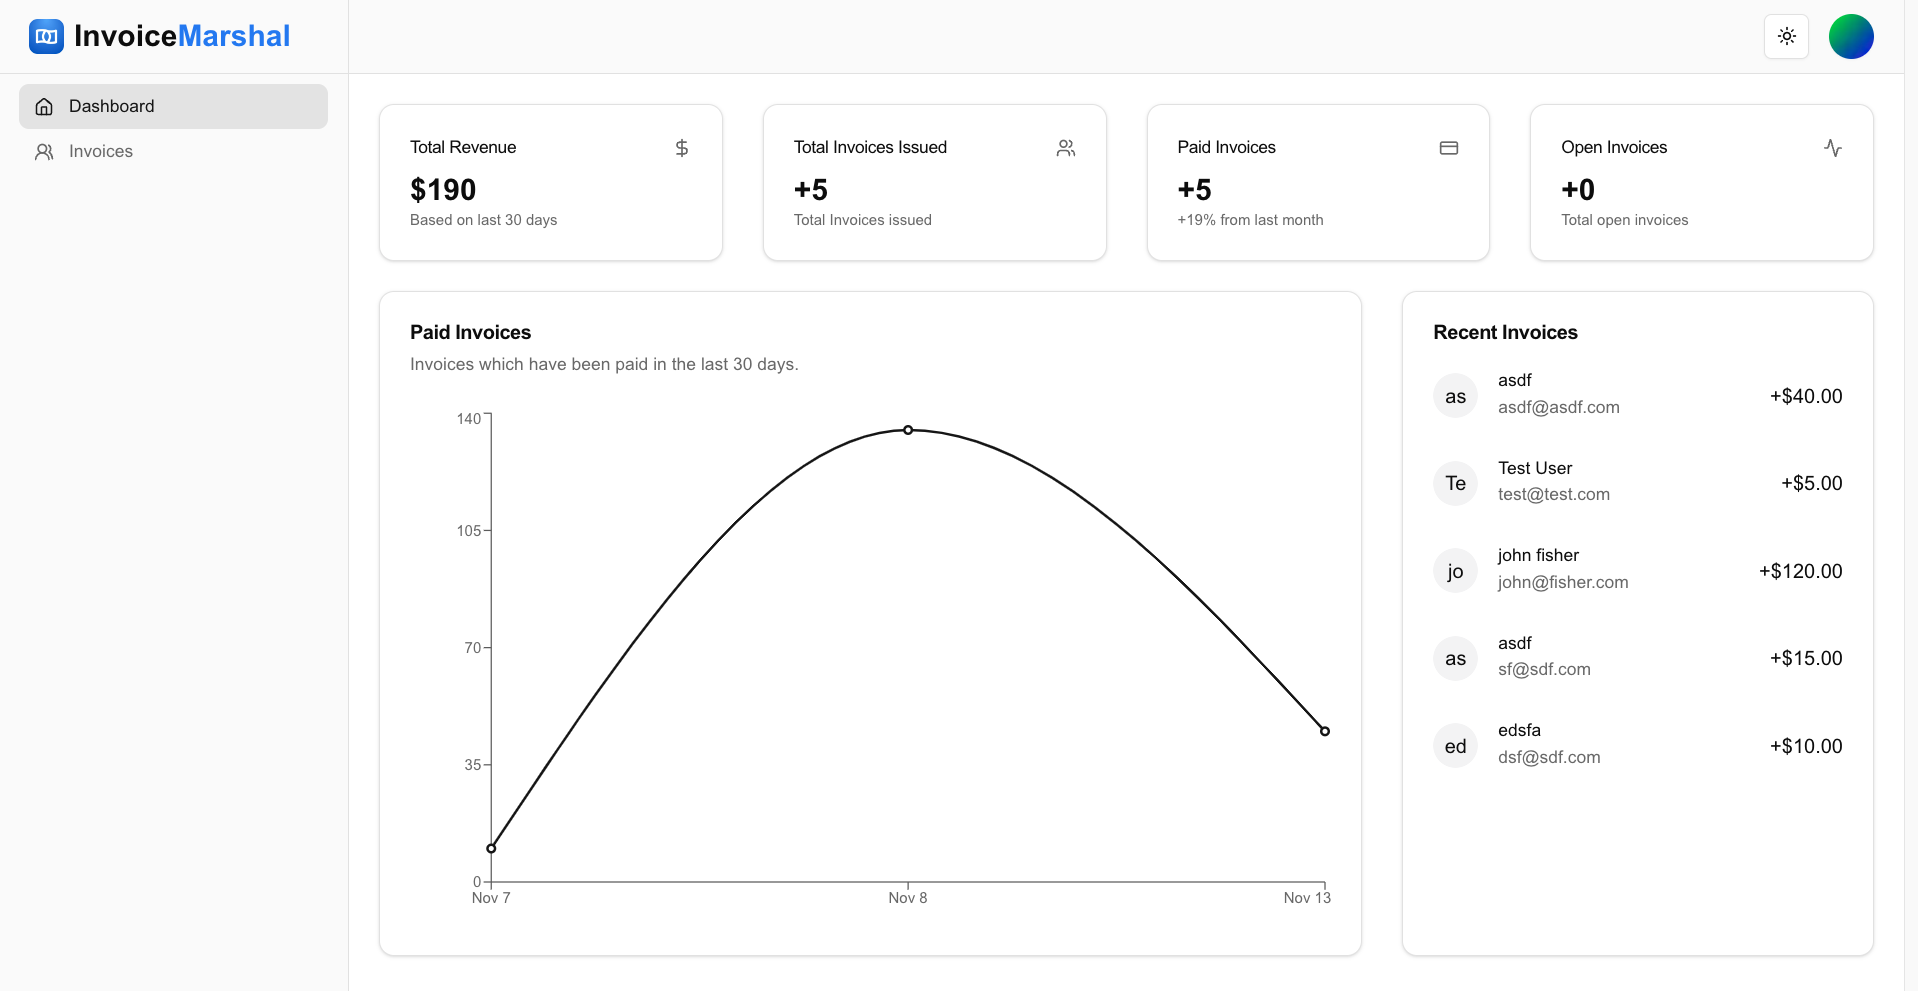 InvoiceMarshal
Dashboard
Invoices
Total Revenue
$190
Based on last 30 days
Total Invoices Issued
+5
Total Invoices issued
Paid Invoices
+5
+19% from last month
Open Invoices
+0
Total open invoices
Paid Invoices
Invoices which have been paid in the last 30 days.
140
105
70
35
0
Nov 7 Nov 8 Nov 13
Recent Invoices
as
asdf
asdf@asdf.com
+$40.00
Te
Test User
test@test.com
+$5.00
jo
john fisher
john@fisher.com
+$120.00
as
asdf
sf@sdf.com
+$15.00
ed
edsfa
dsf@sdf.com
+$10.00